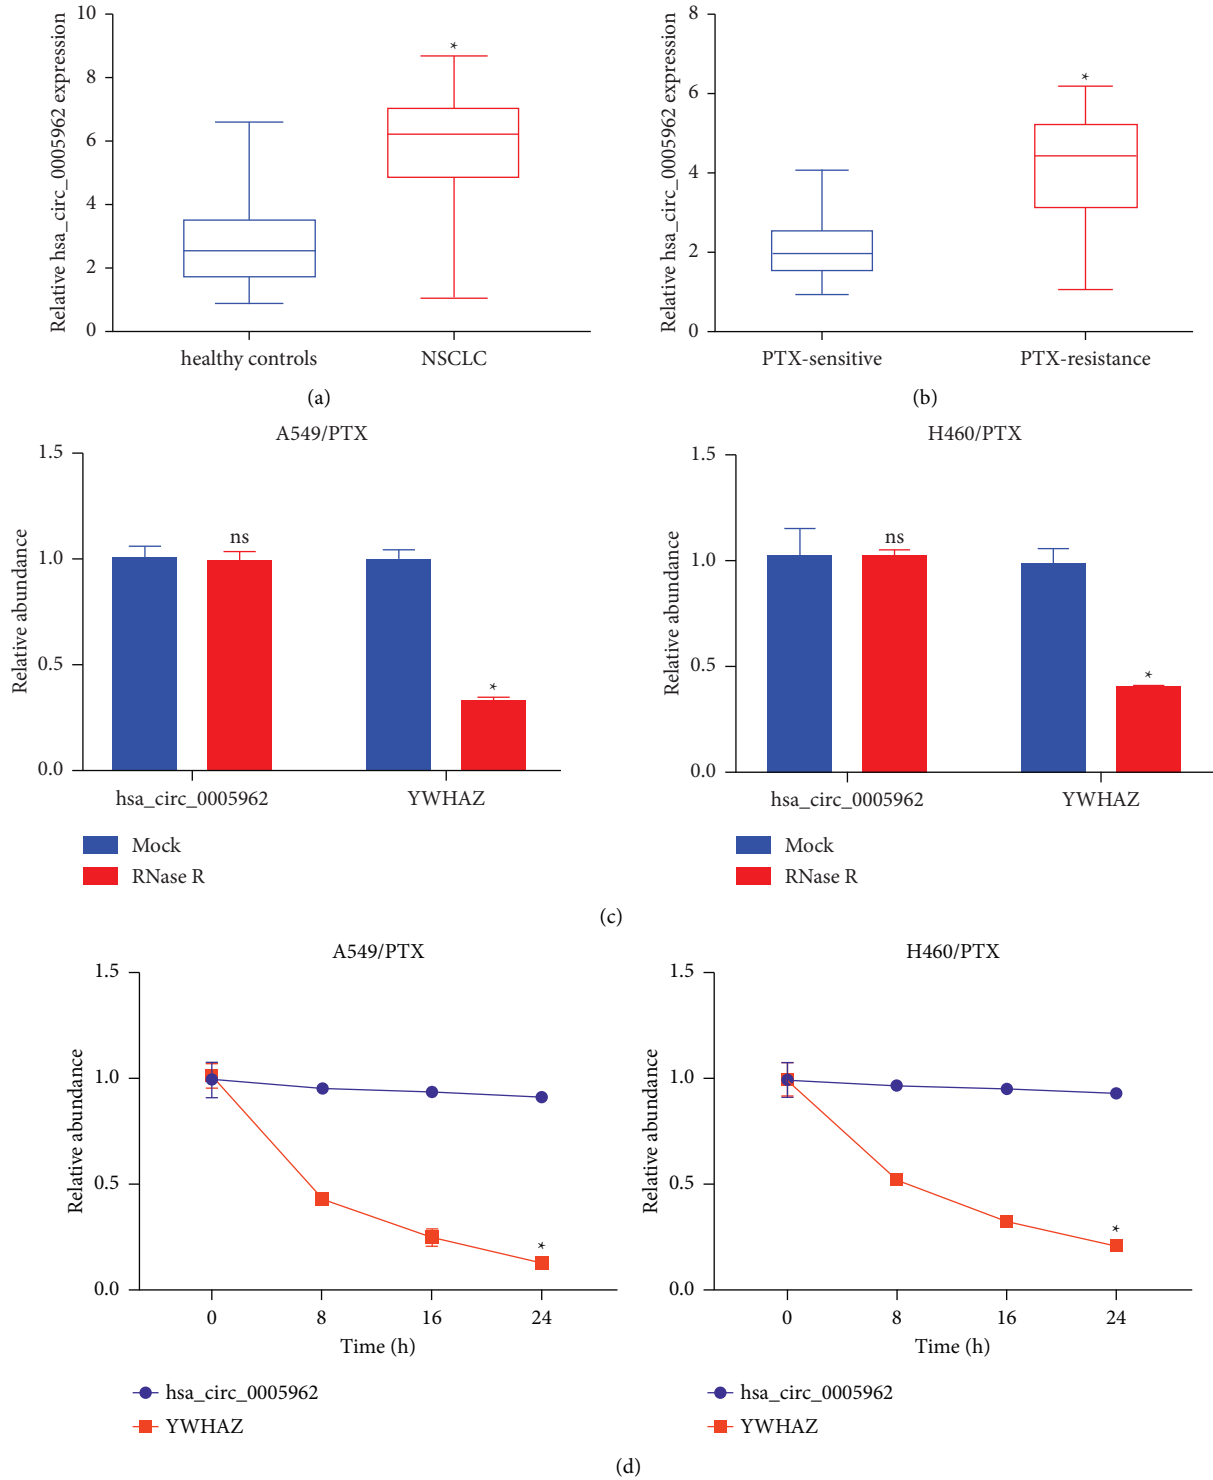 Relative hsa_circ_0005962 expression
10
8
6
4
2
0
*
healthy controls
NSCLC
(a)
Relative hsa_circ_0005962 expression
8
6
4
2
0
*
PTX-sensitive
PTX-resistance
(b)
A549/PTX
Relative abundance
1.5
1.0
0.5
0.0
ns
*
hsa_circ_0005962
YWHAZ
Mock
RNase R
H460/PTX
Relative abundance
1.5
1.0
0.5
0.0
ns
*
hsa_circ_0005962
YWHAZ
Mock
RNase R
(c)
A549/PTX
Relative abundance
1.5
1.0
0.5
0.0
*
0 8 16 24
Time (h)
hsa_circ_0005962
YWHAZ
H460/PTX
Relative abundance
1.5
1.0
0.5
0.0
*
0 8 16 24
Time (h)
hsa_circ_0005962
YWHAZ
(d)